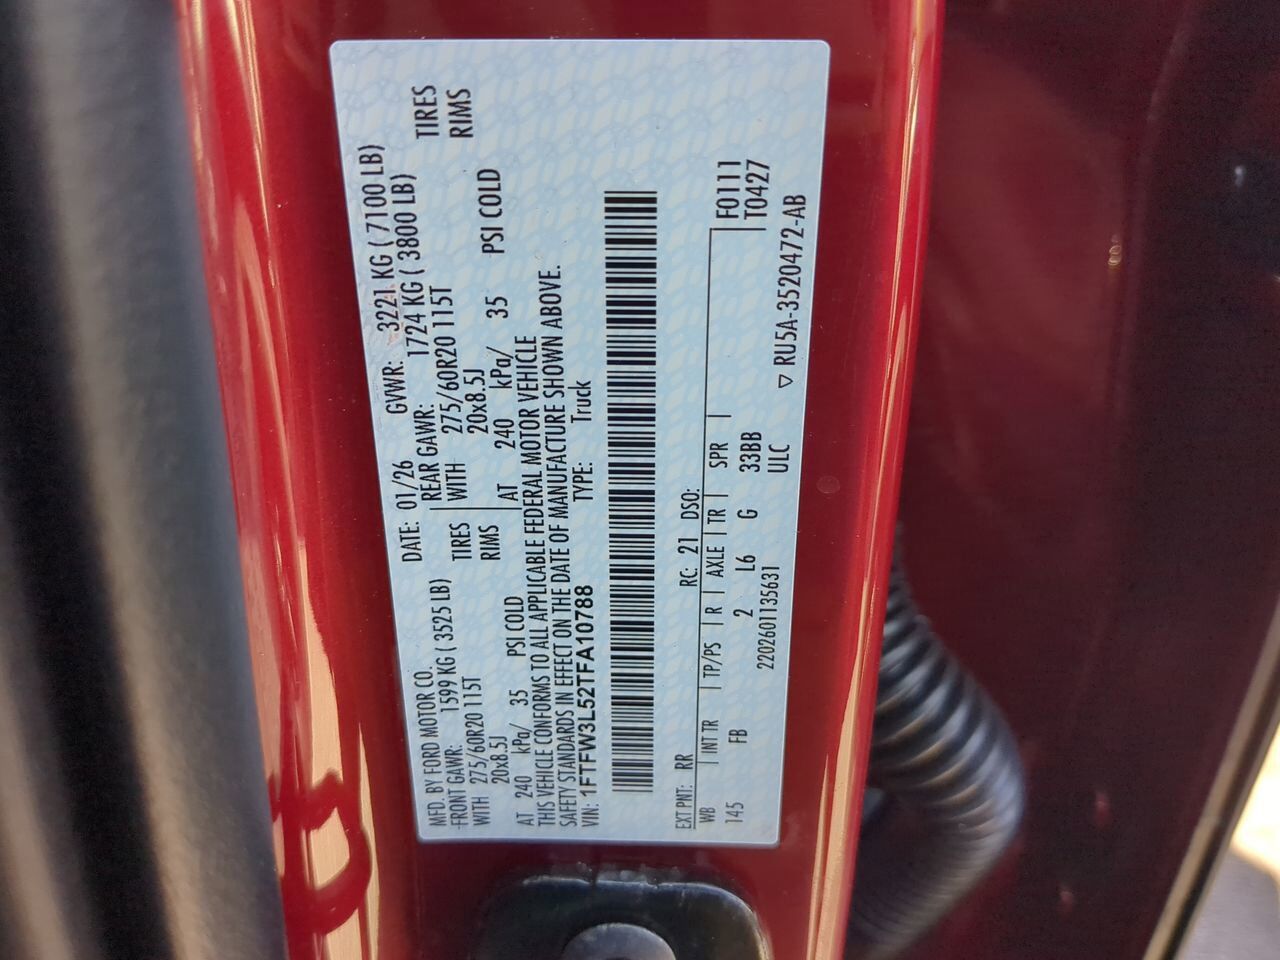 MFD. BY FORD MOTOR CO. DATE: 01/26 GVWR: 3221 KG ( 7100 LB)
FRONT GAWR: 1599 KG ( 3525 LB) REAR GAWR: 1724 KG ( 3800 LB)
WITH 275/60R20 115T TIRES WITH 275/60R20 115T TIRES
20x8.5J RIMS 20x8.5J RIMS
AT 240 kPa/ 35 PSI COLD AT 240 kPa/ 35 PSI COLD
THIS VEHICLE CONFORMS TO ALL APPLICABLE FEDERAL MOTOR VEHICLE
SAFETY STANDARDS IN EFFECT ON THE DATE OF MANUFACTURE SHOWN ABOVE.
VIN: 1FTFW3L52TFA10788 TYPE: Truck
EXT PNT: RR RC: 21 DSO:
WB INT TR TP/PS R AXLE TR SPR F0111
145 FB 2 L6 G 33BB T0427
2202601135631 ULC
▽ RU5A-3520472-AB